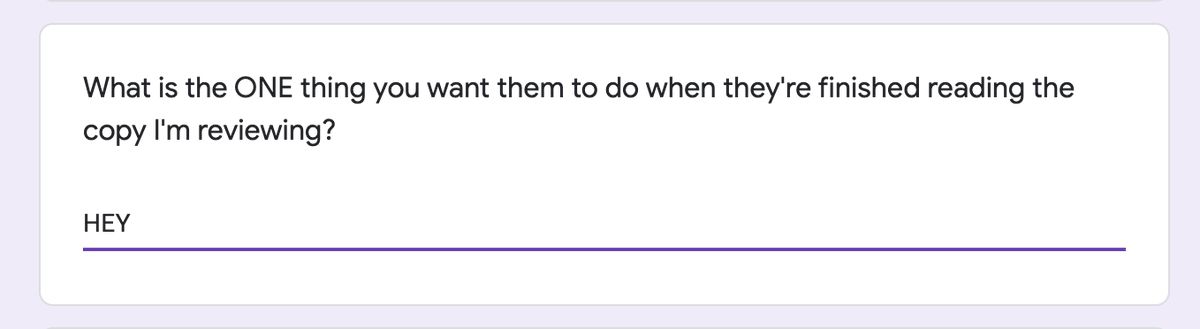 What is the ONE thing you want them to do when they're finished reading the
copy I'm reviewing?
HEY